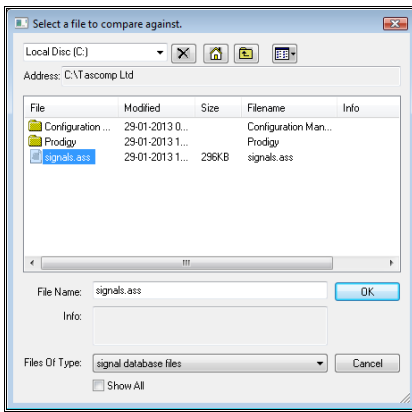 Select a file to compare against.
Local Disc (C:)
Address: C:\Tascomp Ltd
File Modified Size Filename Info
Configuration ... 29-01-2013 0... Configuration Man...
Prodigy 29-01-2013 1... Prodigy
signals.ass 29-01-2013 1... 296KB signals.ass
File Name: signals.ass OK
Info:
Files Of Type: signal database files Cancel
Show All